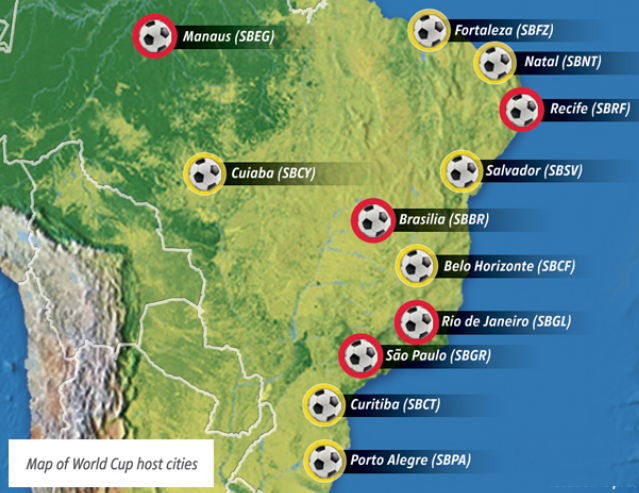 Manaus (SBEG)
Fortaleza (SBFZ)
Natal (SBNT)
Recife (SBRF)
Cuiaba (SBCY)
Salvador (SBSV)
Brasilia (SBBR)
Belo Horizonte (SBCF)
Rio de Janeiro (SBGL)
São Paulo (SBGR)
Curitiba (SBCT)
Porto Alegre (SBPA)
Map of World Cup host cities